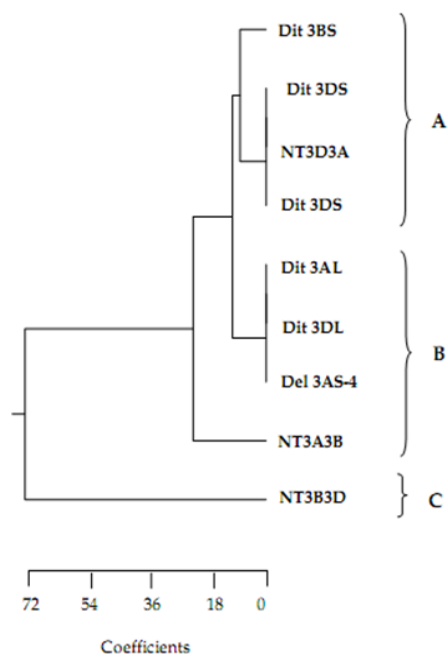 Dit 3BS
Dit 3DS
NT3D3A
A
Dit 3DS
Dit 3AL
Dit 3DL
B
Del 3AS-4
NT3A3B
NT3B3D
C
72 54 36 18 0
Coefficients